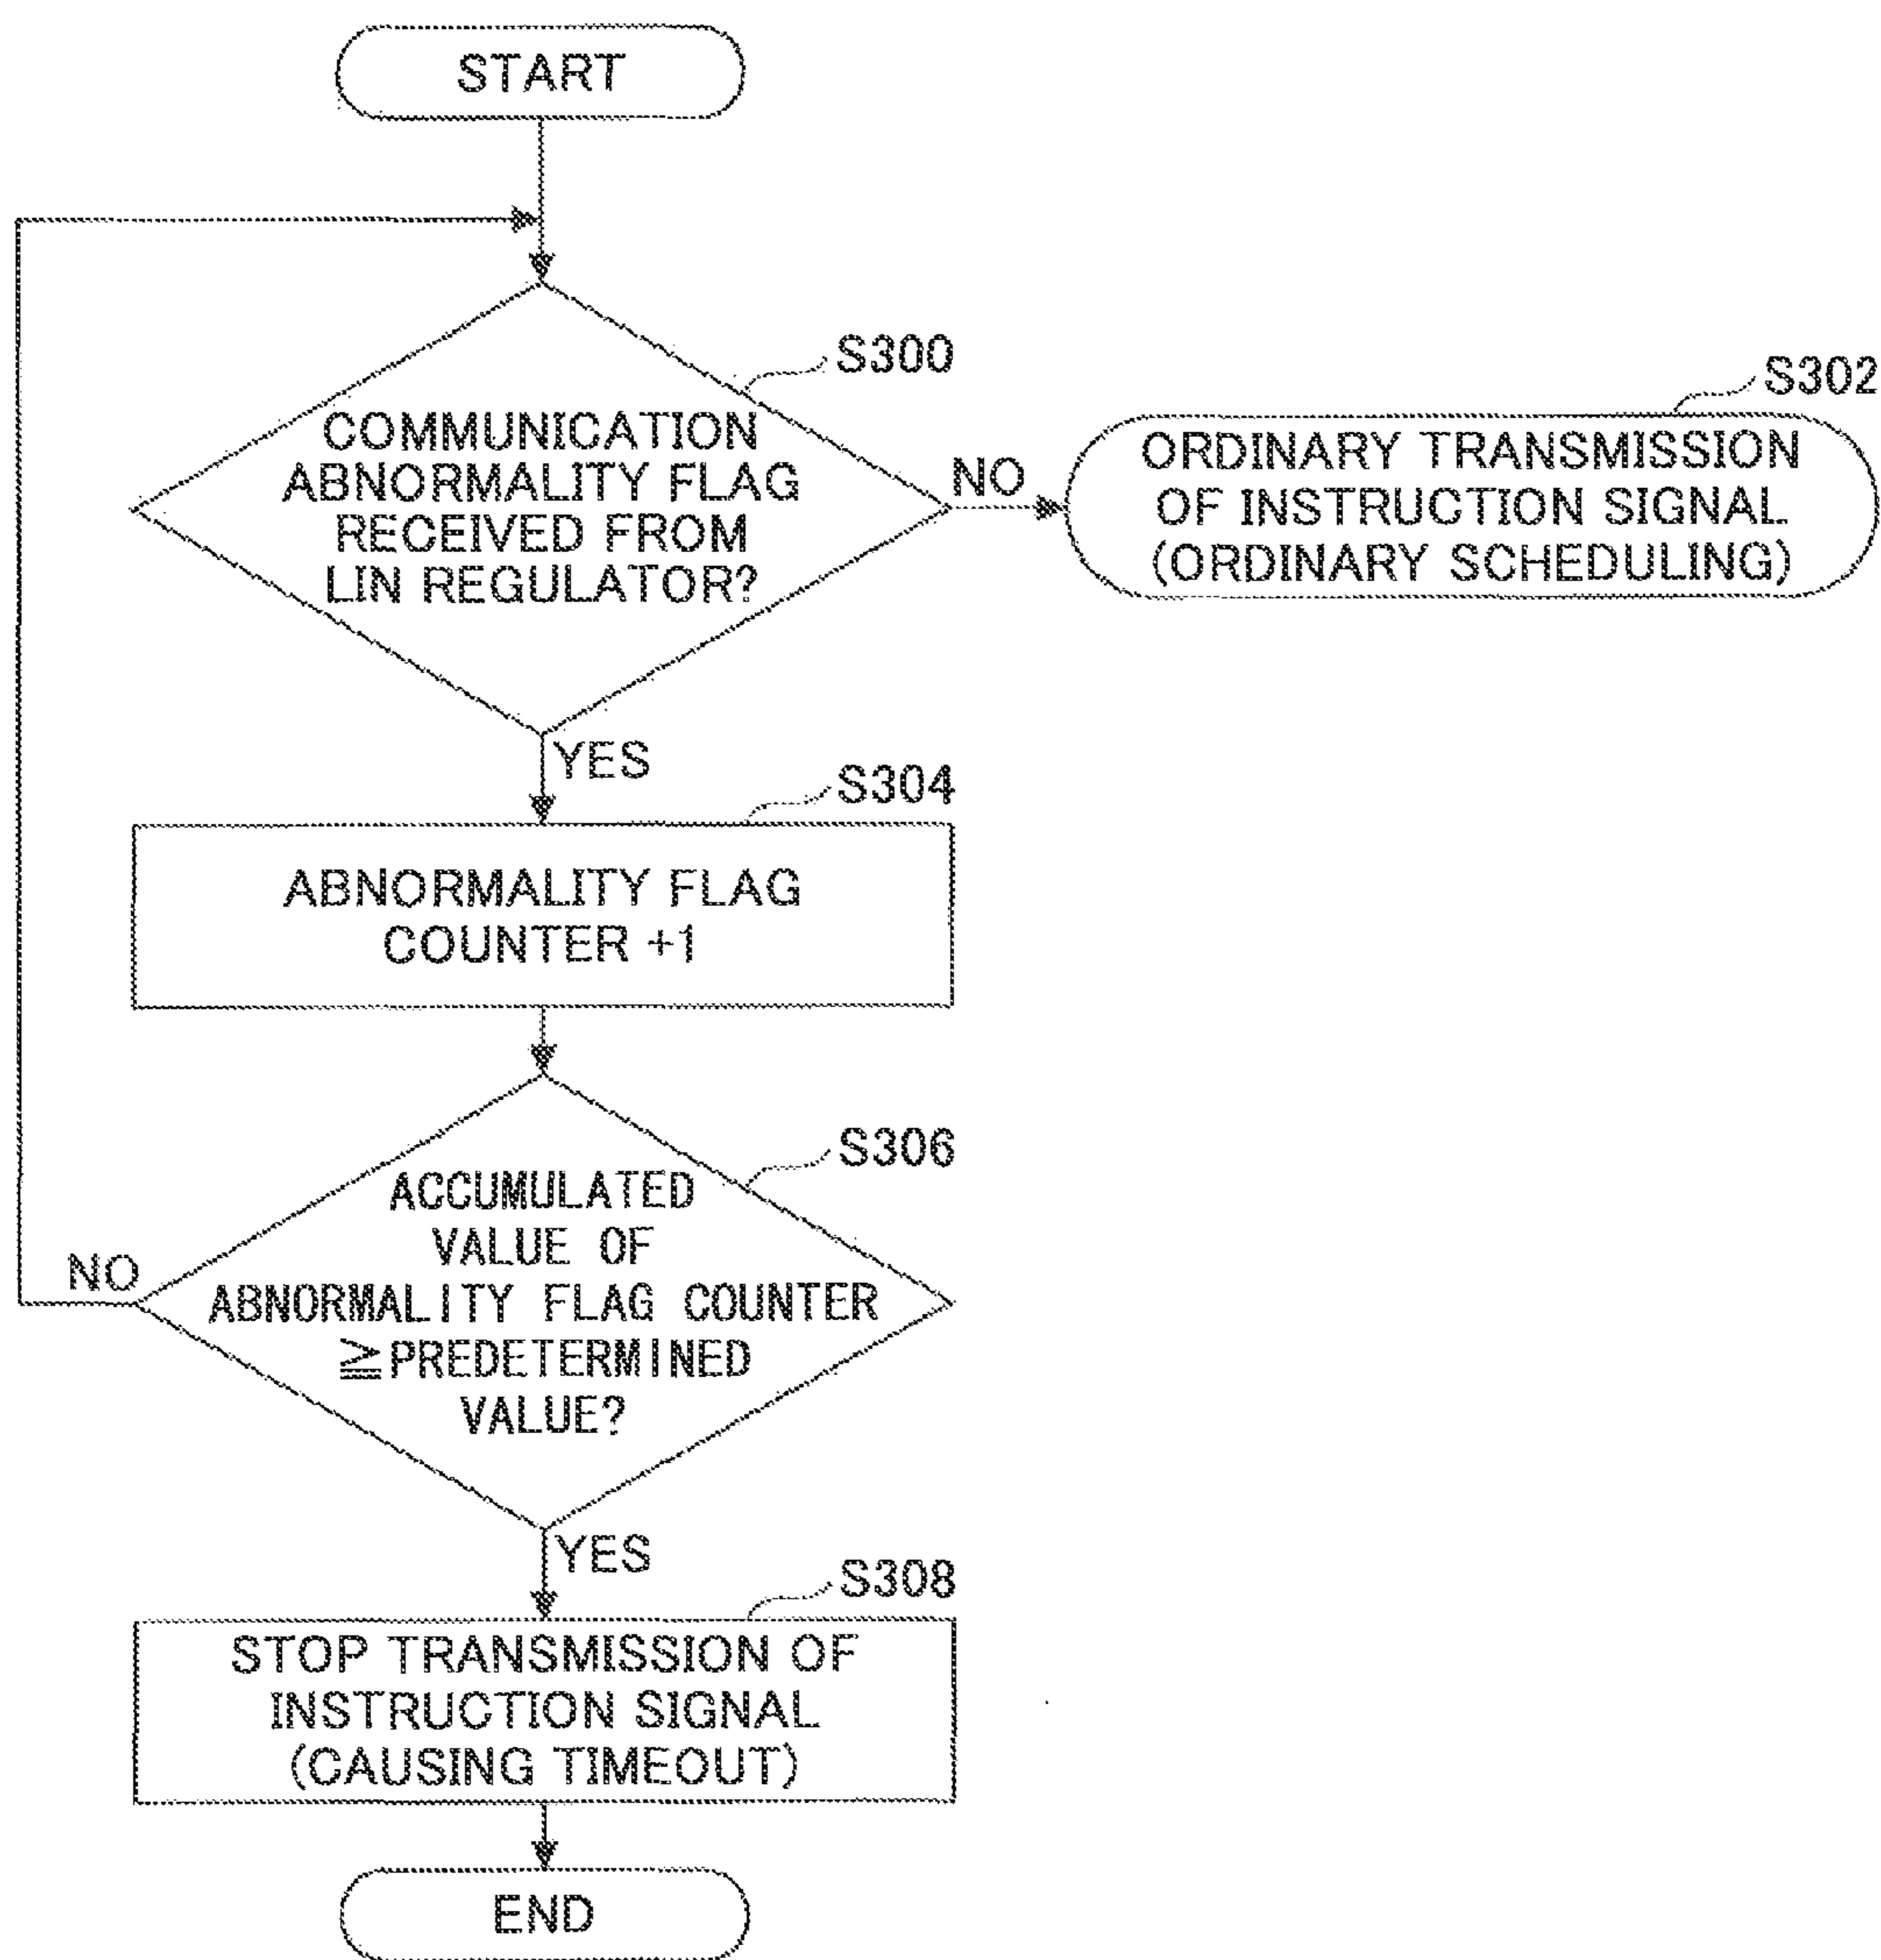 START
S300
COMMUNICATION
ABNORMALITY FLAG
RECEIVED FROM
LIN REGULATOR?
NO
S302
ORDINARY TRANSMISSION
OF INSTRUCTION SIGNAL
(ORDINARY SCHEDULING)
YES
S304
ABNORMALITY FLAG
COUNTER +1
S306
ACCUMULATED
VALUE OF
ABNORMALITY FLAG COUNTER
≧PREDETERMINED
VALUE?
NO
YES
S308
STOP TRANSMISSION OF
INSTRUCTION SIGNAL
(CAUSING TIMEOUT)
END